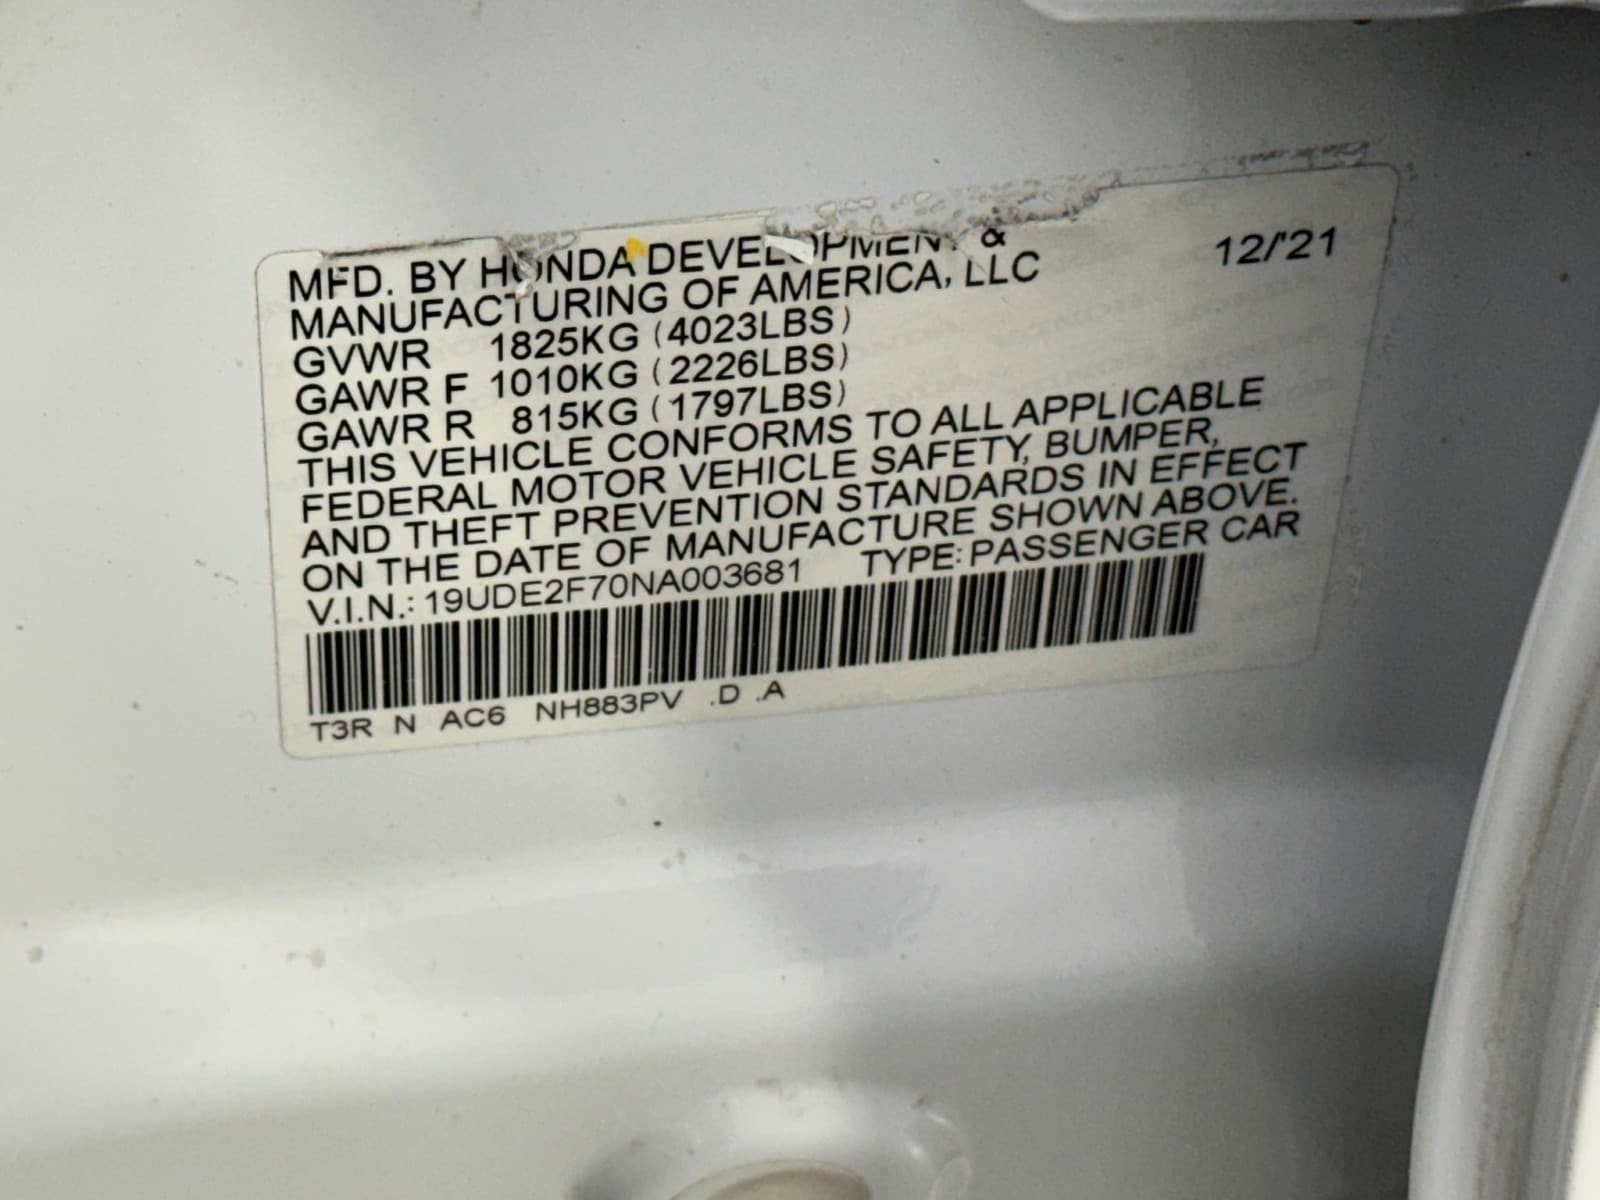 MFD. BY HONDA DEVELOPMENT & 12/'21
MANUFACTURING OF AMERICA, LLC
GVWR 1825KG (4023LBS)
GAWR F 1010KG (2226LBS)
GAWR R 815KG (1797LBS)
THIS VEHICLE CONFORMS TO ALL APPLICABLE
FEDERAL MOTOR VEHICLE SAFETY, BUMPER,
AND THEFT PREVENTION STANDARDS IN EFFECT
ON THE DATE OF MANUFACTURE SHOWN ABOVE.
V.I.N.: 19UDE2F70NA003681 TYPE: PASSENGER CAR
T3R N AC6 NH883PV .D .A